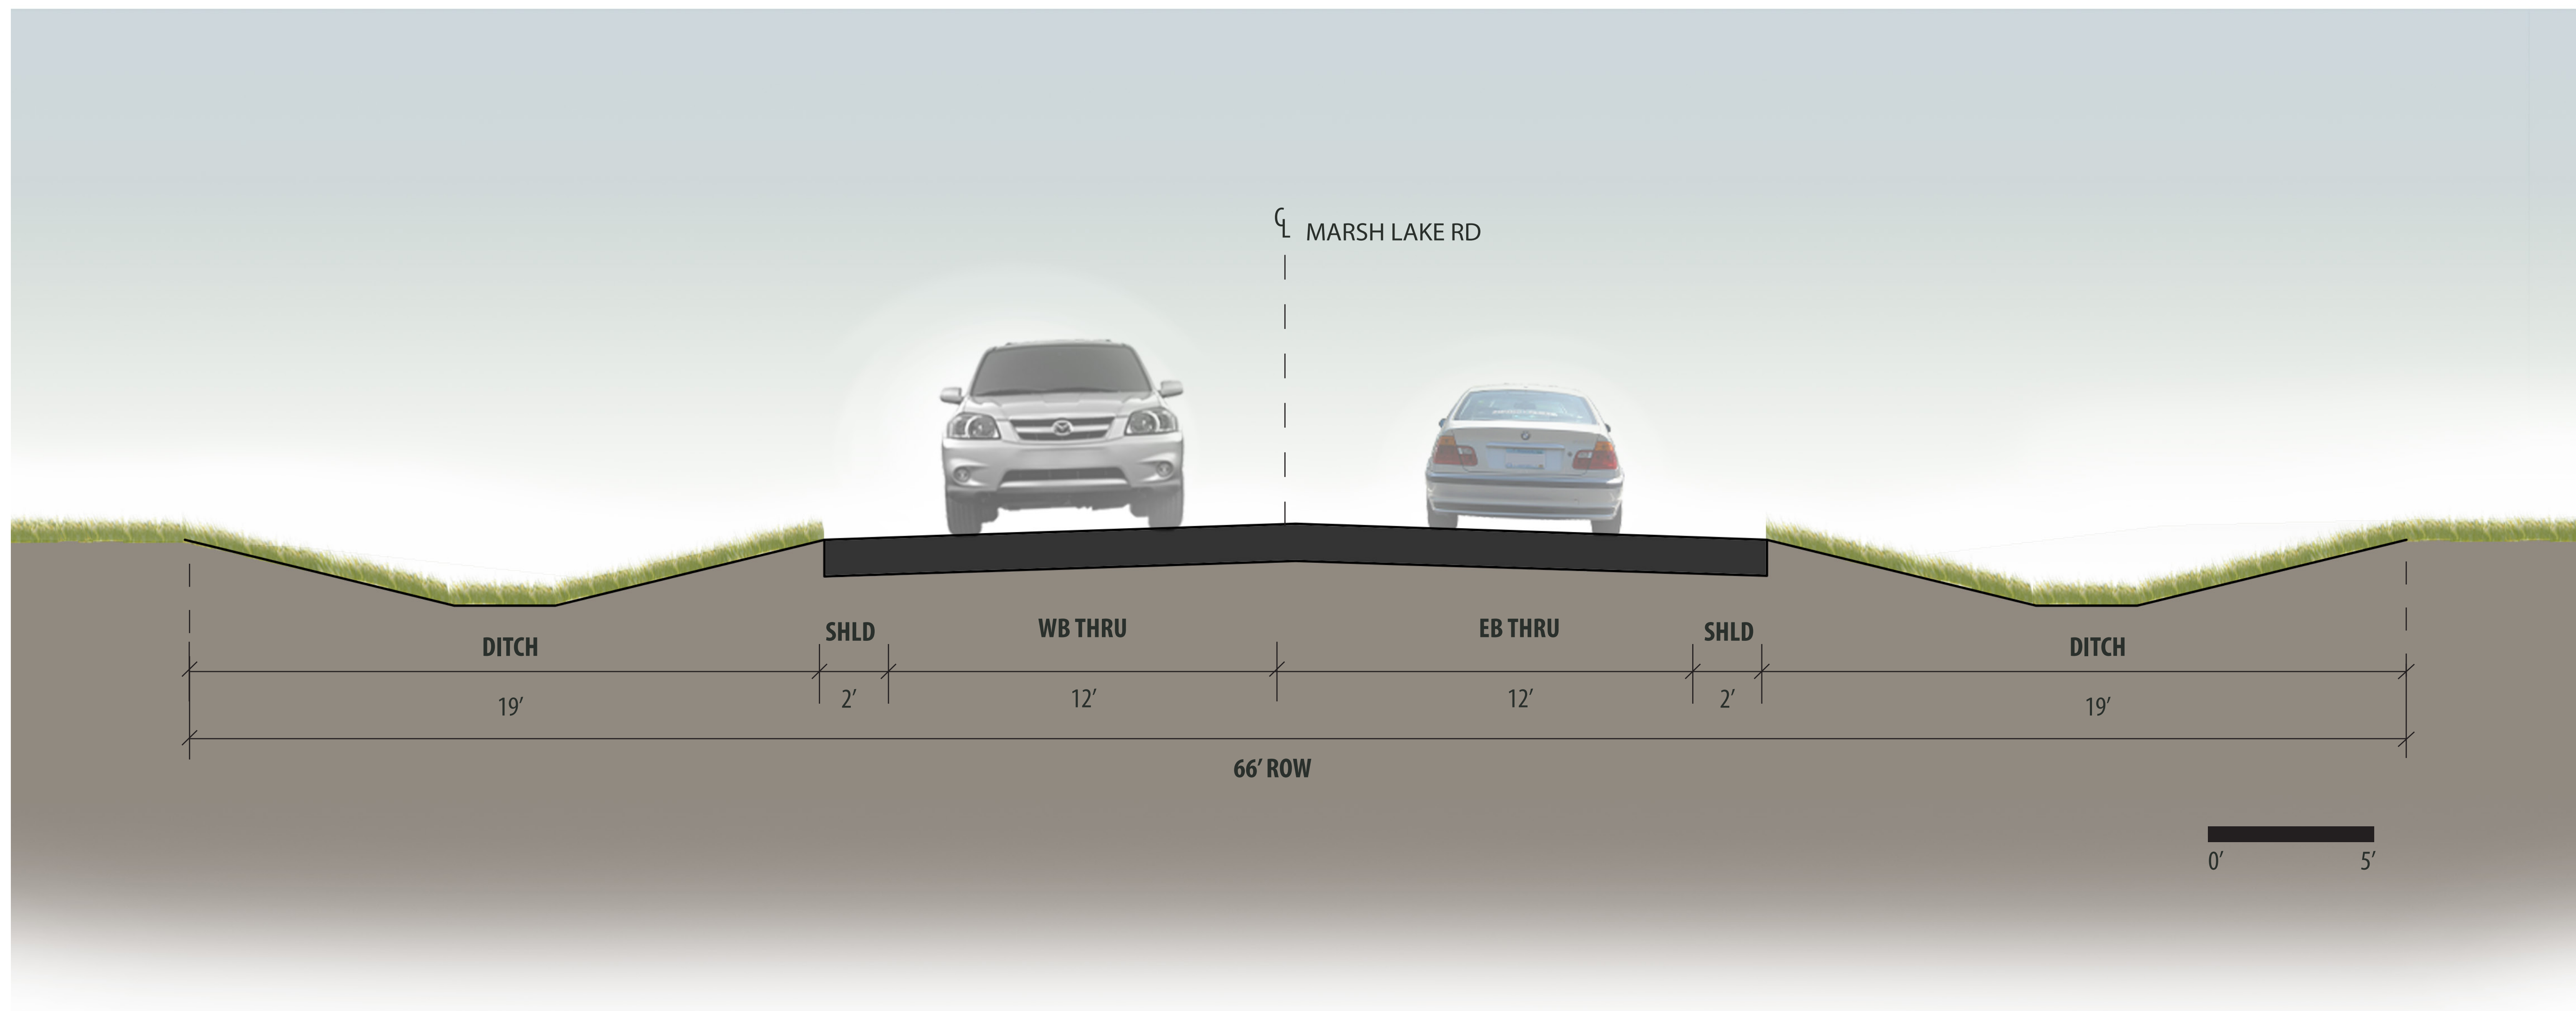 ℄ MARSH LAKE RD
DITCH
SHLD
WB THRU
EB THRU
SHLD
DITCH
19′
2′
12′
12′
2′
19′
66′ ROW
0′ 5′